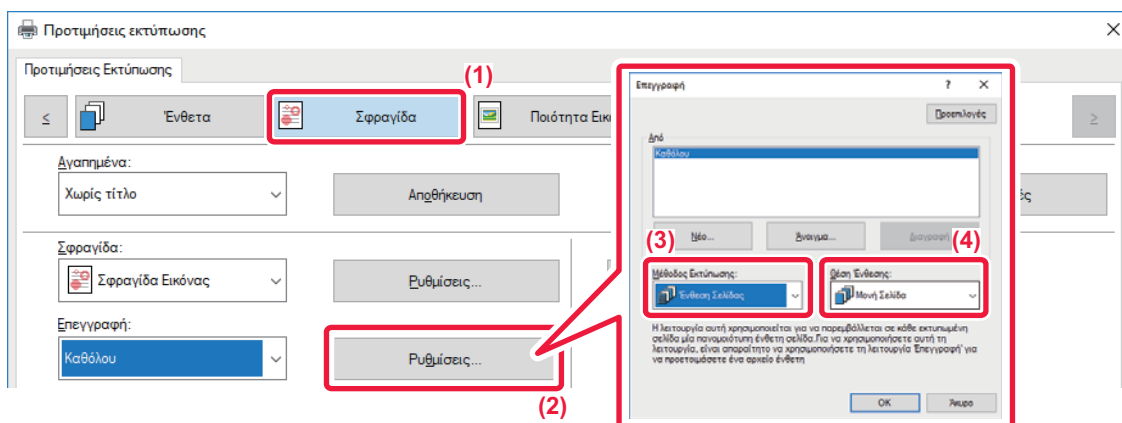 Προτιμήσεις εκτύπωσης
Προτιμήσεις Εκτύπωσης
(1)
≤
Ένθετα
Σφραγίδα
Ποιότητα Εικ
≥
Αγαπημένα:
Χωρίς τίτλο
Αποθήκευση
ές
Σφραγίδα:
Σφραγίδα Εικόνας
Ρυθμίσεις...
Επεγγραφή:
Καθόλου
Ρυθμίσεις...
(2)
Επεγγραφή
?
Προεπιλογές
Από
Καθόλου
Νέο...
Άνοιγμα...
Διαγραφή
(3)
(4)
Μέθοδος Εκτύπωσης:
Θέση Ένθεσης:
Ένθεση Σελίδας
Μονή Σελίδα
Η λειτουργία αυτή χρησιμοποιείται για να παρεμβάλλεται σε κάθε εκτυπωμένη
σελίδα μία πανομοιότυπη ένθετη σελίδα.Για να χρησιμοποιήσετε αυτή τη
λειτουργία, είναι απαραίτητο να χρησιμοποιήσετε τη λειτουργία 'Επεγγραφή' για
να προετοιμάσετε ένα αρχείο ένθετη
OK
Άκυρο